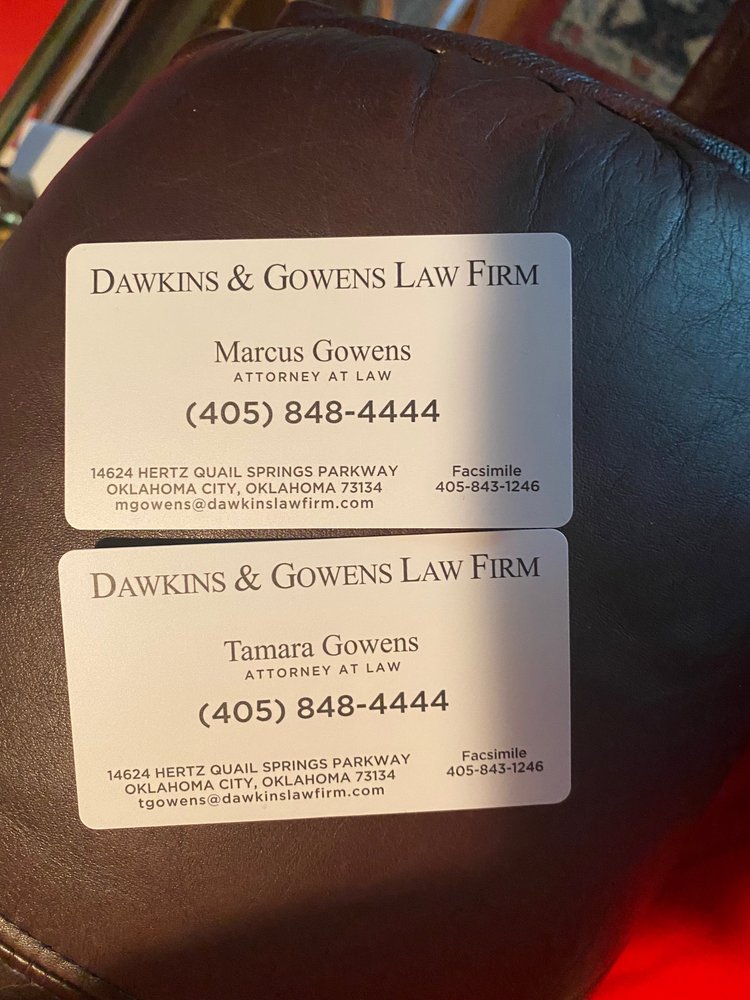 DAWKINS & GOWENS LAW FIRM
Marcus Gowens
ATTORNEY AT LAW
(405) 848-4444
14624 HERTZ QUAIL SPRINGS PARKWAY
OKLAHOMA CITY, OKLAHOMA 73134
mgowens@dawkinslawfirm.com
Facsimile
405-843-1246
DAWKINS & GOWENS LAW FIRM
Tamara Gowens
ATTORNEY AT LAW
(405) 848-4444
14624 HERTZ QUAIL SPRINGS PARKWAY
OKLAHOMA CITY, OKLAHOMA 73134
tgowens@dawkinslawfirm.com
Facsimile
405-843-1246